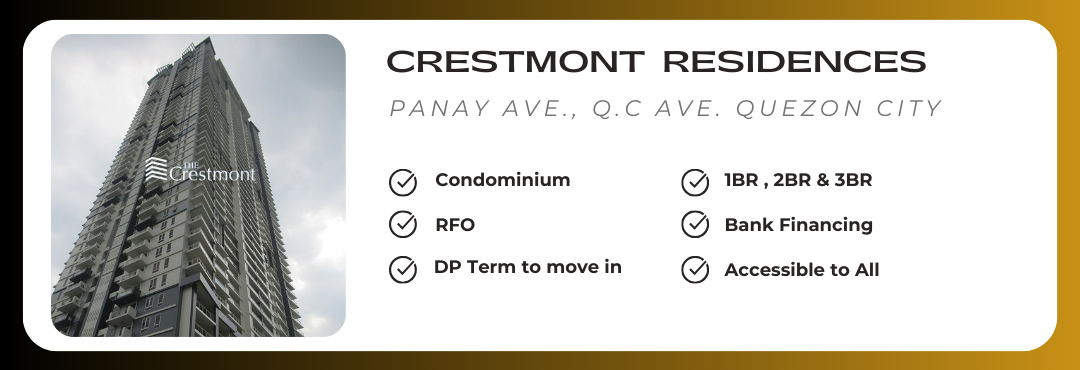 THE
Crestmont
CRESTMONT RESIDENCES
PANAY AVE., Q.C AVE. QUEZON CITY
Condominium
RFO
DP Term to move in
1BR , 2BR & 3BR
Bank Financing
Accessible to All